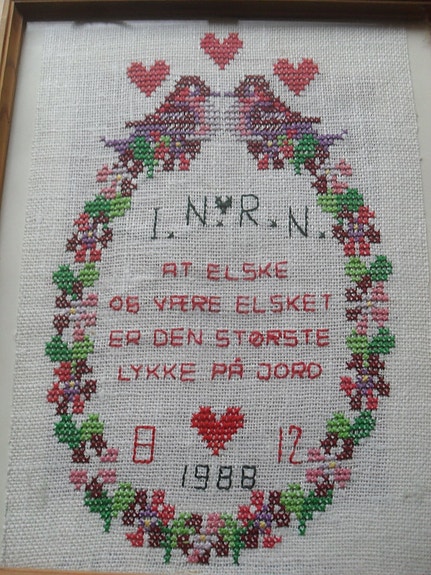 I. N♥R. N.
AT ELSKE
OG VÆRE ELSKET
ER DEN STØRSTE
LYKKE PÅ JORD
8 ♥ 12
1988